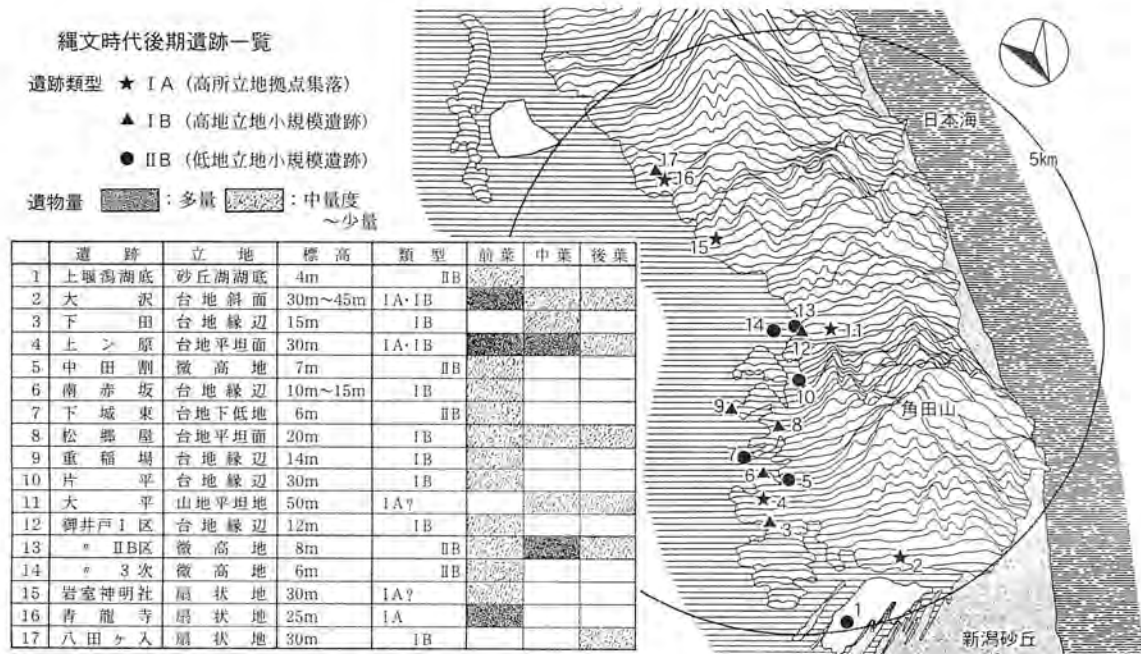 縄文時代後期遺跡一覧
遺跡類型 ★ ⅠA (高所立地拠点集落)
▲ ⅠB (高地立地小規模遺跡)
● ⅡB (低地立地小規模遺跡)
遺物量 :多量 :中量度
~少量
遺跡 立地 標高 類型 前葉 中葉 後葉
1 上堰潟湖底 砂丘湖湖底 4m ⅡB
2 大沢 台地斜面 30m~45m ⅠA·ⅠB
3 下田 台地縁辺 15m ⅠB
4 上ン原 台地平坦面 30m ⅠA·ⅠB
5 中田割 微高地 7m ⅡB
6 南赤坂 台地縁辺 10m~15m ⅠB
7 下城東 台地下低地 6m ⅡB
8 松郷屋 台地平坦面 20m ⅠB
9 重稲場 台地縁辺 14m ⅠB
10 片平 台地縁辺 30m ⅠB
11 大平 山地平坦地 50m ⅠA?
12 御井戸Ⅰ区 台地縁辺 12m ⅠB
13 〃 ⅡB区 微高地 8m ⅡB
14 〃 3次 微高地 6m ⅡB
15 岩室神明社 扇状地 30m ⅠA?
16 青龍寺 扇状地 25m ⅠA
17 八田ヶ入 扇状地 30m ⅠB
日本海
5km
17
16
15
13
14
11
12
10
9
角田山
8
7
6
5
4
3
2
1
新潟砂丘